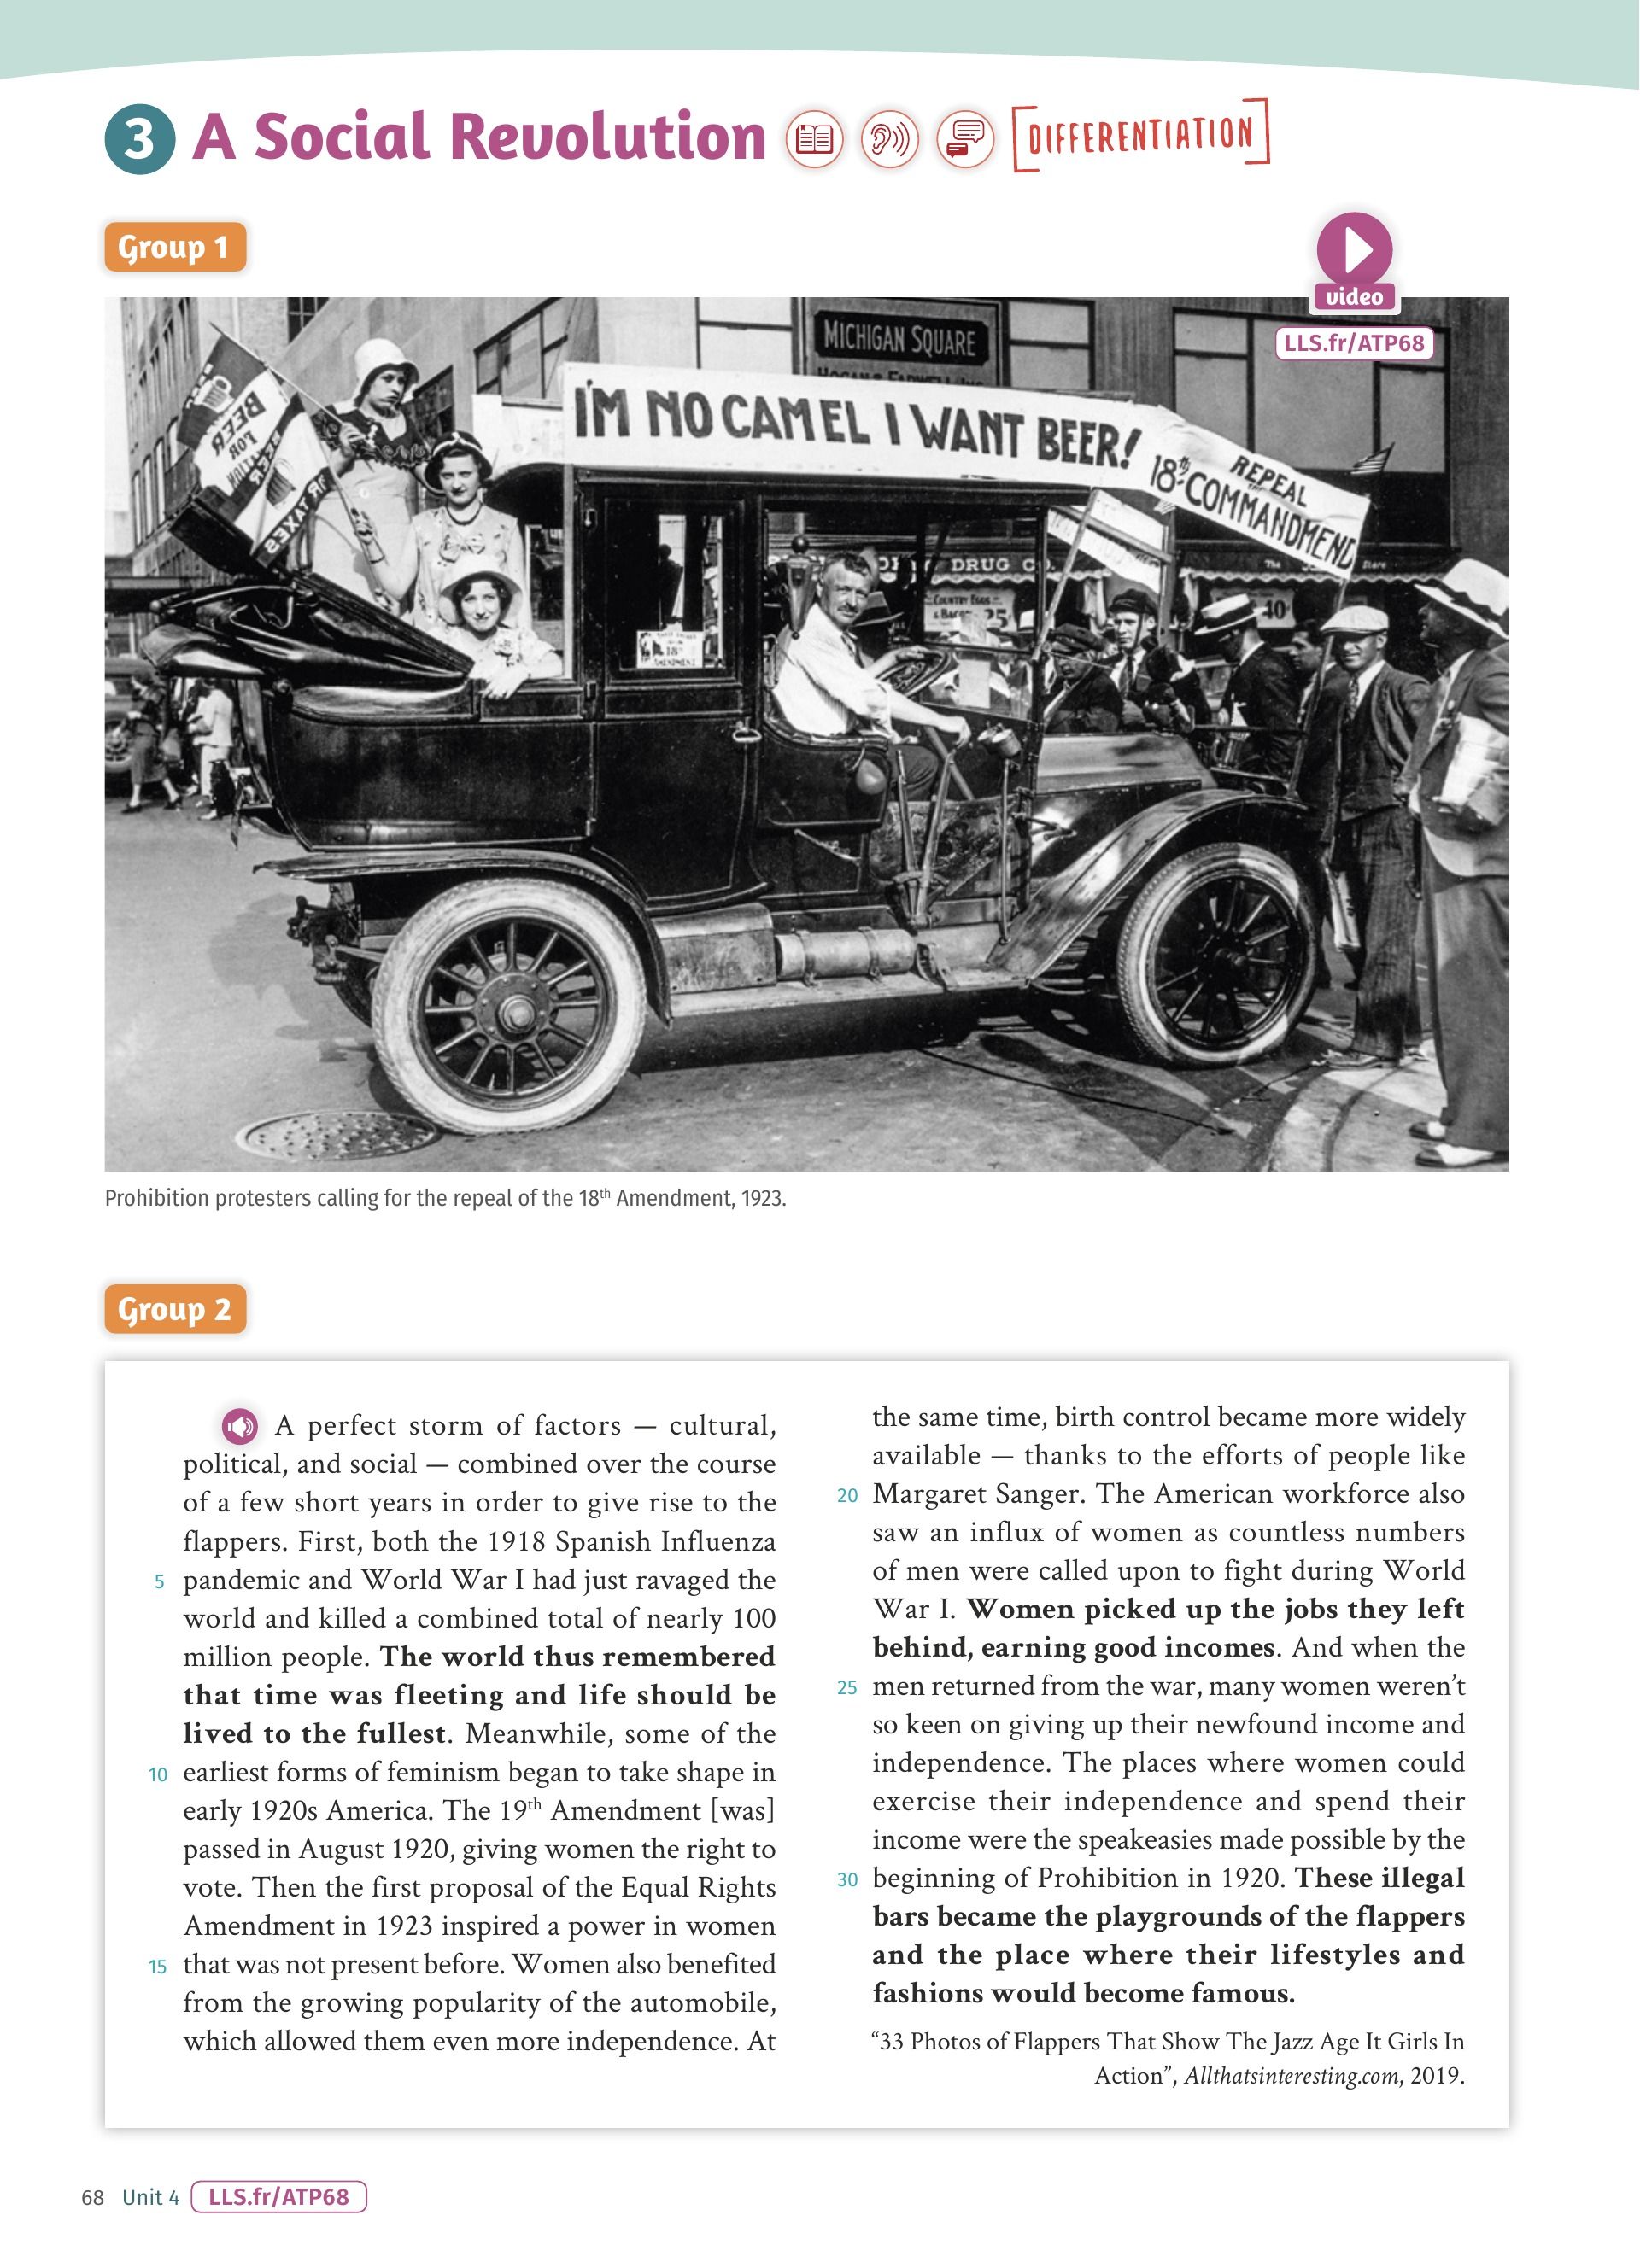 3 A Social Revolution [DIFFERENTIATION]
Group 1
video
LLS.fr/ATP68
MICHIGAN SQUARE
I'M NO CAMEL I WANT BEER!
REPEAL
18th COMMANDMEND
BEER
FOR
TAXES
DRUG CO.
COUNTRY EGGS
& BACON 25
40
Store
18th
AMENDMENT
Prohibition protesters calling for the repeal of the 18th Amendment, 1923.
Group 2
A perfect storm of factors — cultural,
political, and social — combined over the course
of a few short years in order to give rise to the
flappers. First, both the 1918 Spanish Influenza
5 pandemic and World War I had just ravaged the
world and killed a combined total of nearly 100
million people. The world thus remembered
that time was fleeting and life should be
lived to the fullest. Meanwhile, some of the
10 earliest forms of feminism began to take shape in
early 1920s America. The 19th Amendment [was]
passed in August 1920, giving women the right to
vote. Then the first proposal of the Equal Rights
Amendment in 1923 inspired a power in women
15 that was not present before. Women also benefited
from the growing popularity of the automobile,
which allowed them even more independence. At
the same time, birth control became more widely
available — thanks to the efforts of people like
20 Margaret Sanger. The American workforce also
saw an influx of women as countless numbers
of men were called upon to fight during World
War I. Women picked up the jobs they left
behind, earning good incomes. And when the
25 men returned from the war, many women weren't
so keen on giving up their newfound income and
independence. The places where women could
exercise their independence and spend their
income were the speakeasies made possible by the
30 beginning of Prohibition in 1920. These illegal
bars became the playgrounds of the flappers
and the place where their lifestyles and
fashions would become famous.
“33 Photos of Flappers That Show The Jazz Age It Girls In
Action”, Allthatsinteresting.com, 2019.
68 Unit 4 LLS.fr/ATP68